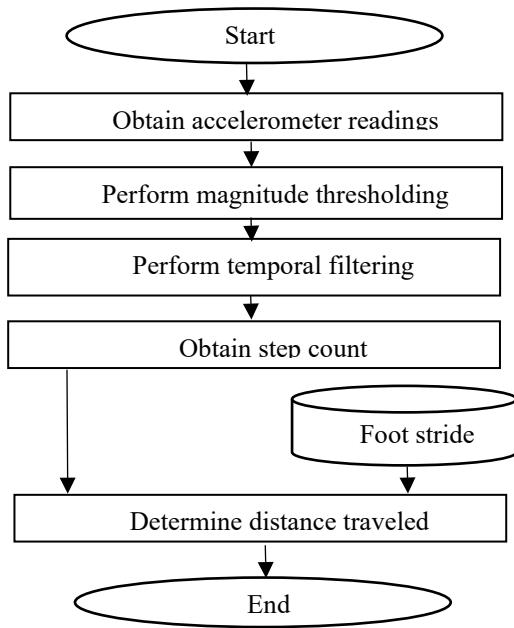 Start
Obtain accelerometer readings
Perform magnitude thresholding
Perform temporal filtering
Obtain step count
Foot stride
Determine distance traveled
End